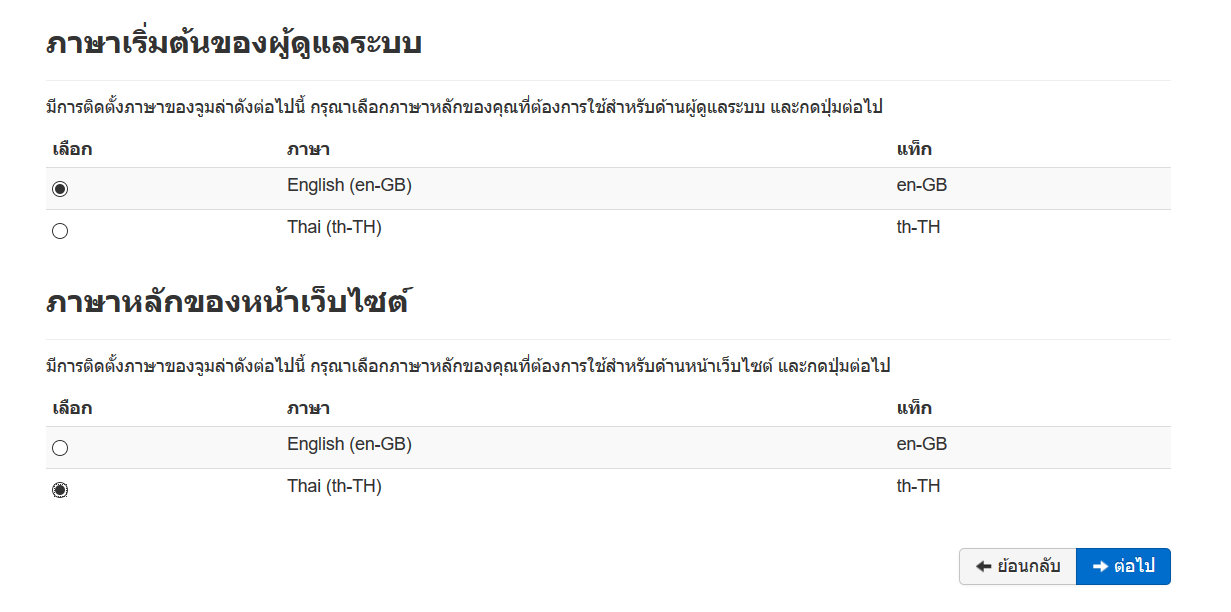 ภาษาเริ่มต้นของผู้ดูแลระบบ
มีการติดตั้งภาษาของจูมล่าดังต่อไปนี้ กรุณาเลือกภาษาหลักของคุณที่ต้องการใช้สำหรับด้านผู้ดูแลระบบ และกดปุ่มต่อไป
เลือก ภาษา แท็ก
English (en-GB) en-GB
Thai (th-TH) th-TH
ภาษาหลักของหน้าเว็บไซต์
มีการติดตั้งภาษาของจูมล่าดังต่อไปนี้ กรุณาเลือกภาษาหลักของคุณที่ต้องการใช้สำหรับด้านหน้าเว็บไซต์ และกดปุ่มต่อไป
เลือก ภาษา แท็ก
English (en-GB) en-GB
Thai (th-TH) th-TH
ย้อนกลับ ต่อไป